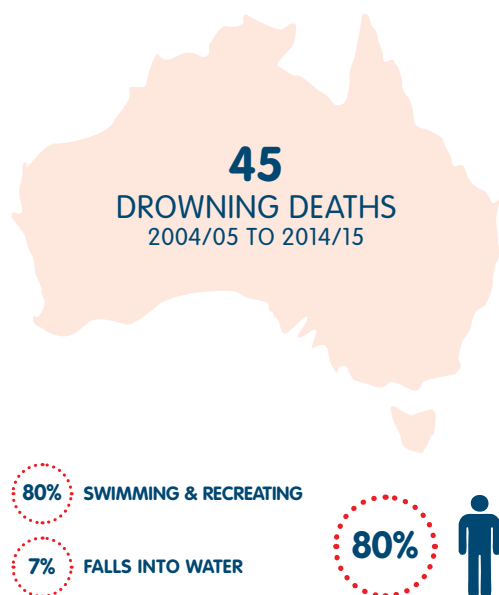 45
DROWNING DEATHS
2004/05 TO 2014/15
80% SWIMMING & RECREATING
7% FALLS INTO WATER
80%